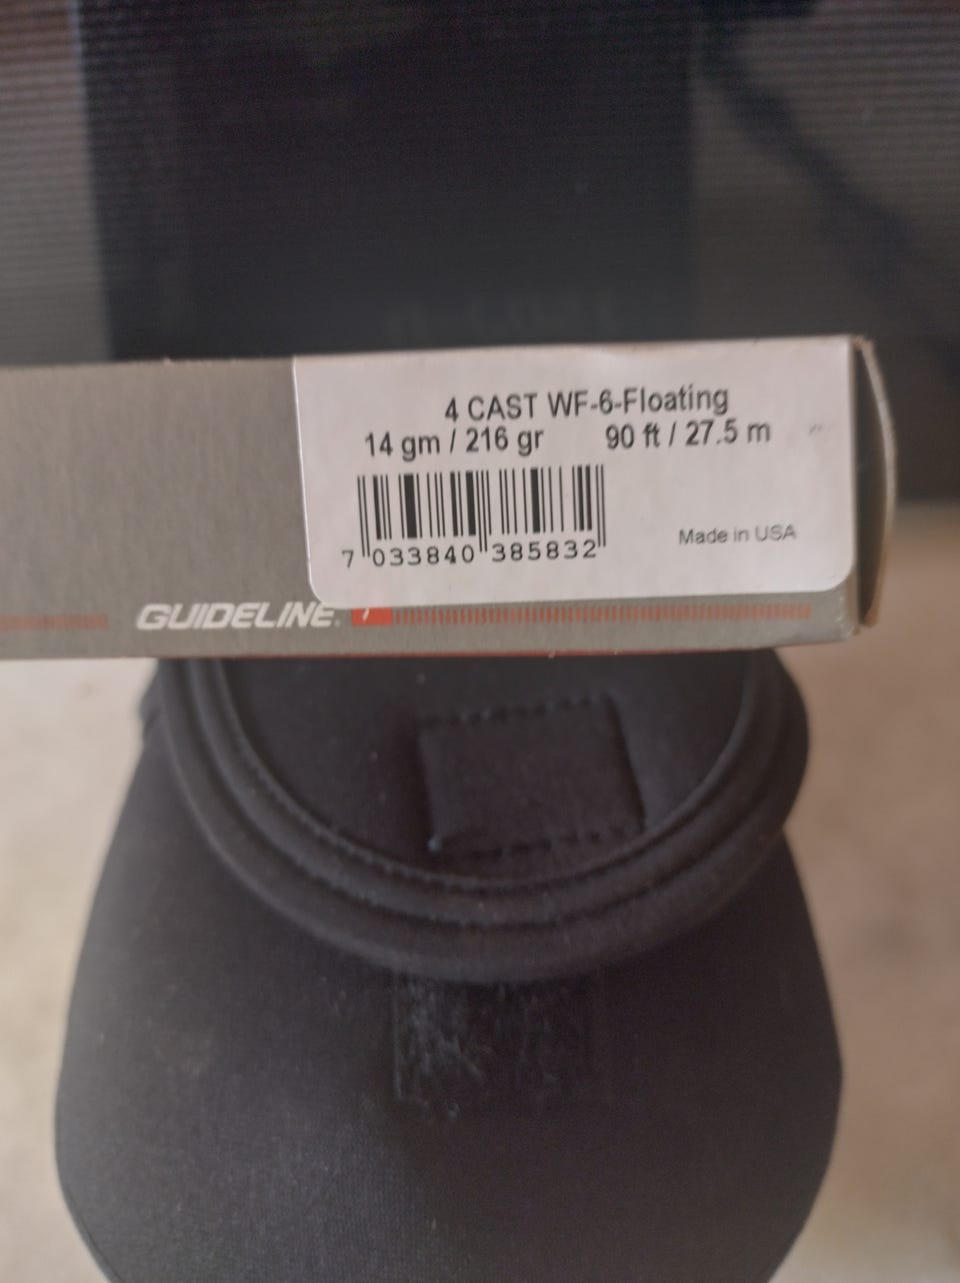 4 CAST WF-6-Floating
14 gm / 216 gr 90 ft / 27.5 m
7 033840 385832
Made in USA
GUIDELINE